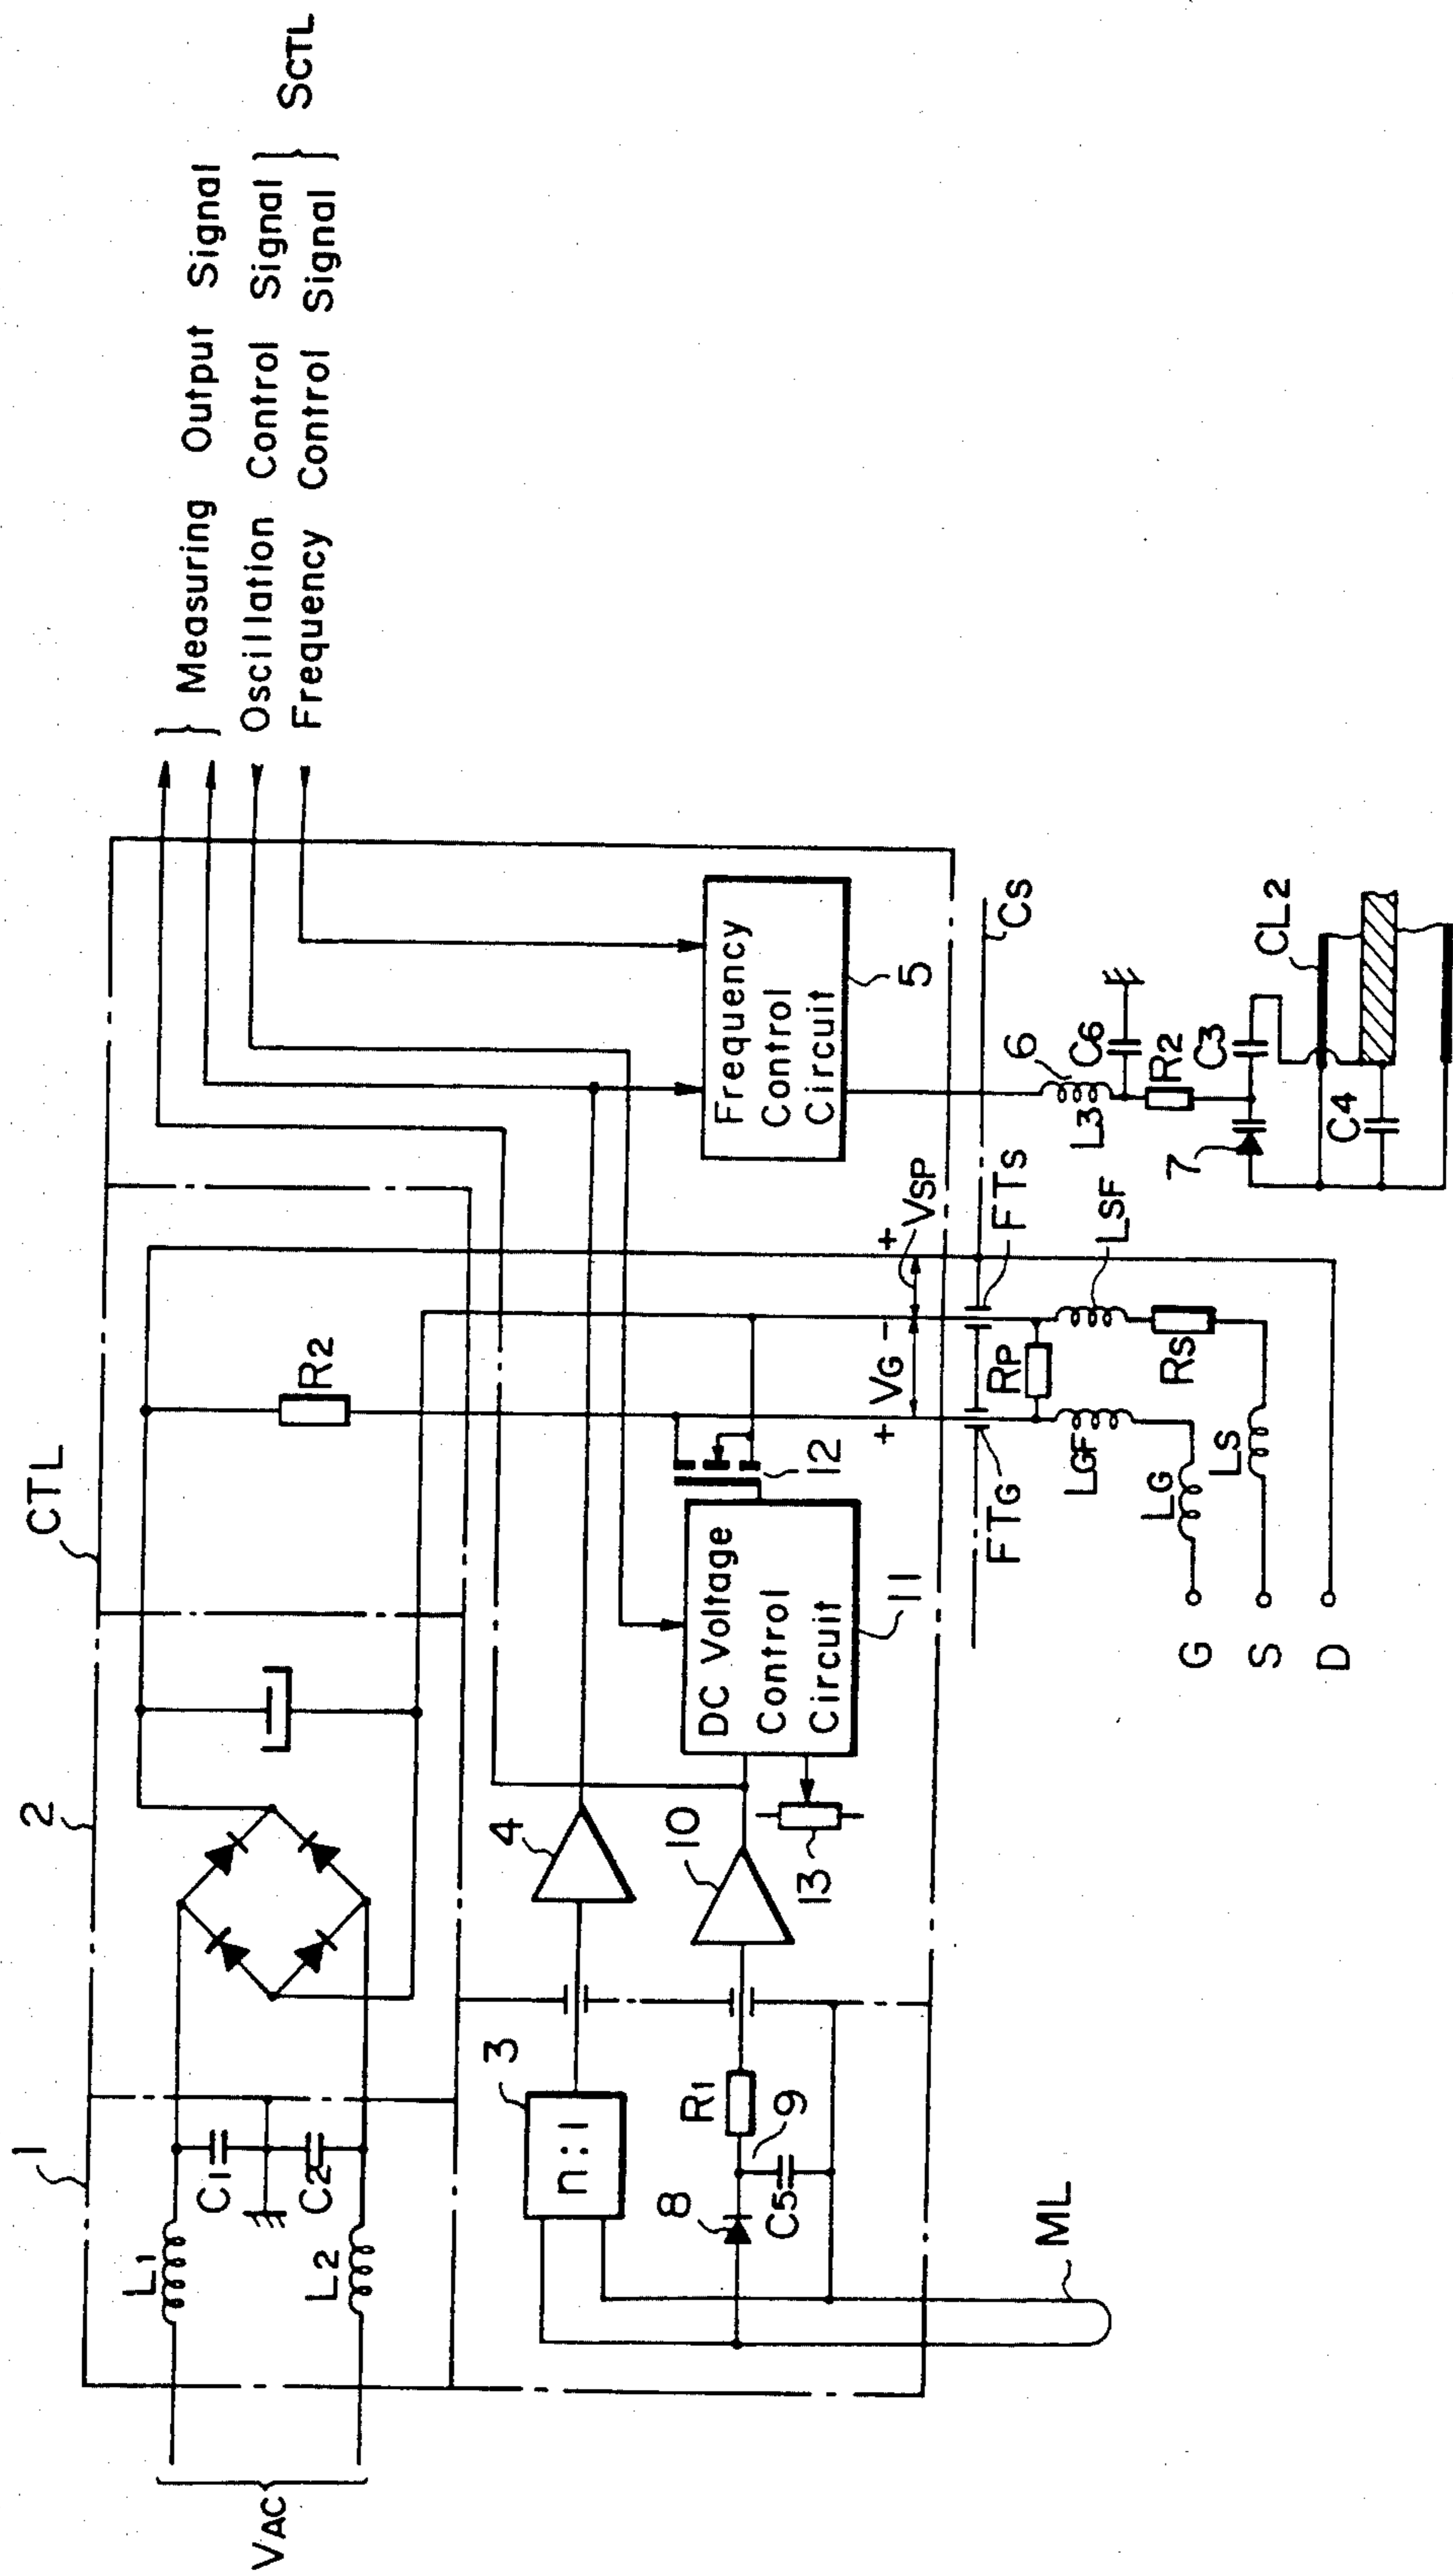 CTL
1
2
VAC
L1
L2
C1
C2
R2
Measuring Output Signal
Oscillation Control Signal
Frequency Control Signal
SCTL
3
n:1
4
8
R1
9
C5
10
13
DC Voltage
Control
Circuit
11
12
Frequency
Control
Circuit
5
+ VG -
+ VSP
CS
ML
FTG
FTS
RP
LGF
LSF
RS
LG
LS
G
S
D
6
L3
C6
R2
C3
7
C4
CL2